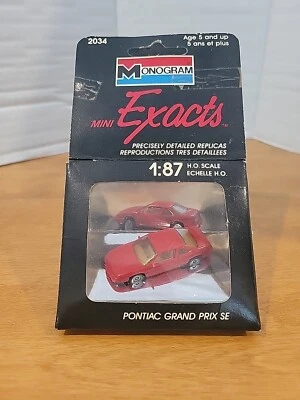 2034
Age 5 and up
5 ans et plus
MONOGRAM
MINI Exacts™
PRECISELY DETAILED REPLICAS
REPRODUCTIONS TRES DETAILLEES
1:87 H.O. SCALE
ECHELLE H.O.
PONTIAC GRAND PRIX SE